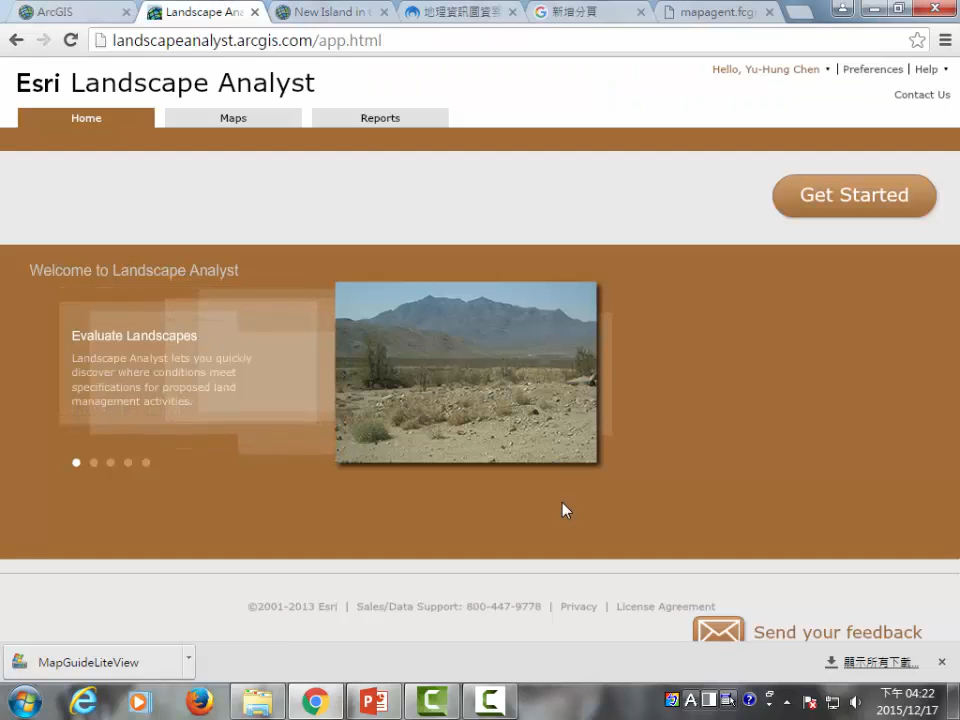 ArcGIS
Landscape Ana
New Island in t
地理資訊圖資雲
新增分頁
mapagent.fcg
landscapeanalyst.arcgis.com/app.html
Esri Landscape Analyst
Hello, Yu-Hung Chen
Preferences
Help
Contact Us
Home
Maps
Reports
Get Started
Welcome to Landscape Analyst
Evaluate Landscapes
Landscape Analyst lets you quickly
discover where conditions meet
specifications for proposed land
management activities.
©2001-2013 Esri | Sales/Data Support: 800-447-9778 | Privacy | License Agreement
Send your feedback
MapGuideLiteView
顯示所有下載...
下午 04:22
2015/12/17